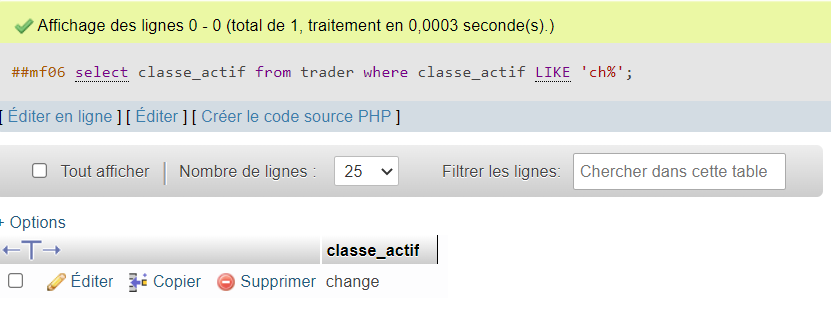 Affichage des lignes 0 - 0 (total de 1, traitement en 0,0003 seconde(s).)
##mf06 select classe_actif from trader where classe_actif LIKE 'ch%';
[ Éditer en ligne ] [ Éditer ] [ Créer le code source PHP ]
Tout afficher | Nombre de lignes : 25 Filtrer les lignes: Chercher dans cette table
+ Options
←T→ classe_actif
Éditer Copier Supprimer change